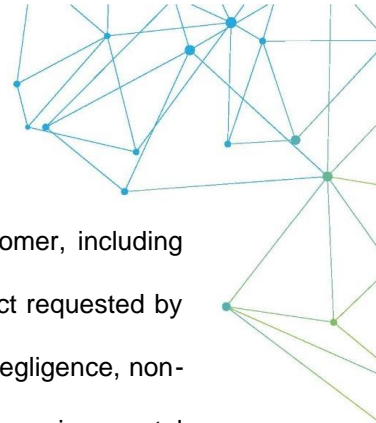 omer, including
ct requested by
egligence, non-